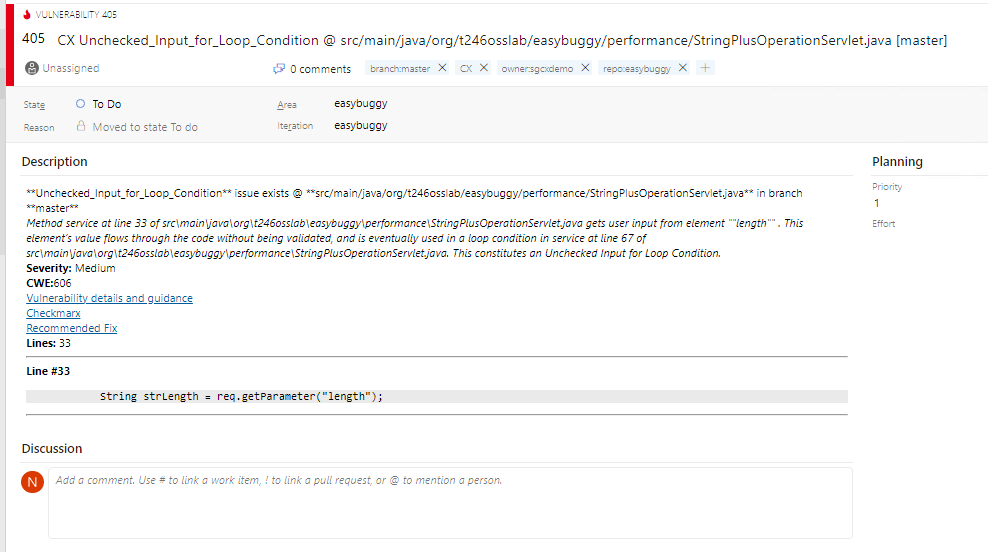 VULNERABILITY 405
405 CX Unchecked_Input_for_Loop_Condition @ src/main/java/org/t246osslab/easybuggy/performance/StringPlusOperationServlet.java [master]
Unassigned 0 comments branch:master CX owner:sgcxdemo repo:easybuggy
State To Do Area easybuggy
Reason Moved to state To do Iteration easybuggy
Description
**Unchecked_Input_for_Loop_Condition** issue exists @ **src/main/java/org/t246osslab/easybuggy/performance/StringPlusOperationServlet.java** in branch
**master**
Method service at line 33 of src\main\java\org\t246osslab\easybuggy\performance\StringPlusOperationServlet.java gets user input from element ""length"" . This
element's value flows through the code without being validated, and is eventually used in a loop condition in service at line 67 of
src\main\java\org\t246osslab\easybuggy\performance\StringPlusOperationServlet.java. This constitutes an Unchecked Input for Loop Condition.
Severity: Medium
CWE:606
Vulnerability details and guidance
Checkmarx
Recommended Fix
Lines: 33
Line #33
String strLength = req.getParameter("length");
Planning
Priority
1
Effort
Discussion
N
Add a comment. Use # to link a work item, ! to link a pull request, or @ to mention a person.